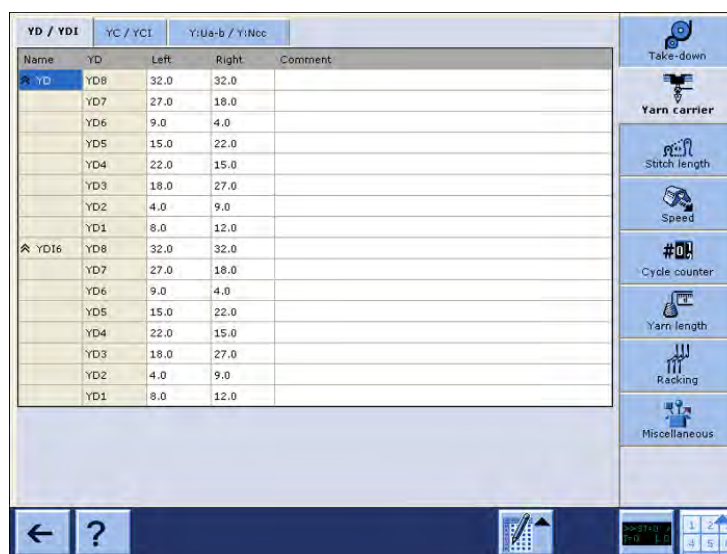 YD / YDI YC / YCI Y:Ua-b / Y:Ncc
Name YD Left Right Comment
YD YD8 32.0 32.0
YD7 27.0 18.0
YD6 9.0 4.0
YD5 15.0 22.0
YD4 22.0 15.0
YD3 18.0 27.0
YD2 4.0 9.0
YD1 8.0 12.0
YDI6 YD8 32.0 32.0
YD7 27.0 18.0
YD6 9.0 4.0
YD5 15.0 22.0
YD4 22.0 15.0
YD3 18.0 27.0
YD2 4.0 9.0
YD1 8.0 12.0
Take-down
Yarn carrier
Stitch length
Speed
Cycle counter
Yarn length
Racking
Miscellaneous
?
1 2
4 5